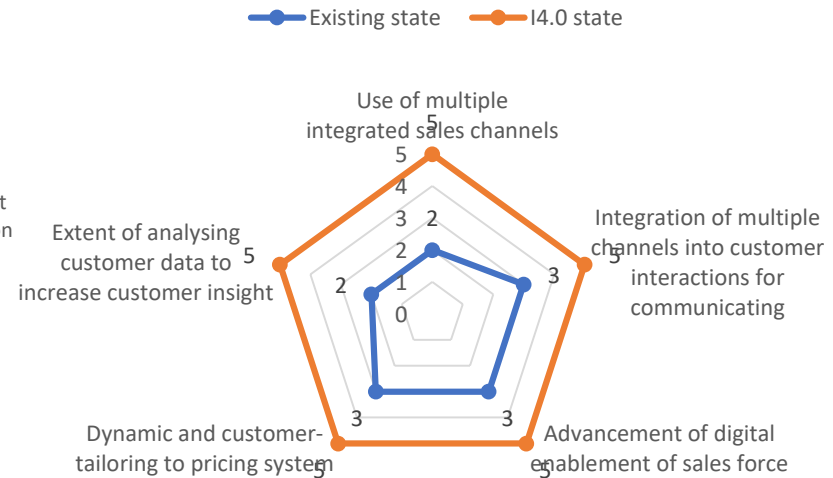 Existing state
I4.0 state
Use of multiple
integrated sales channels
5
5
4
3
2
1
0
2
Integration of multiple
channels into customer
interactions for
communicating
5
3
Advancement of digital
enablement of sales force
5
3
Dynamic and customer-
tailoring to pricing system
5
3
Extent of analysing
customer data to
increase customer insight
5
2
t
on